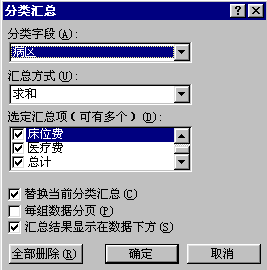 分类汇总
分类字段(A):
病区
汇总方式(U):
求和
选定汇总项(可有多个)(D):
床位费
医疗费
总计
替换当前分类汇总(C)
每组数据分页(P)
汇总结果显示在数据下方(S)
全部删除(R) 确定 取消